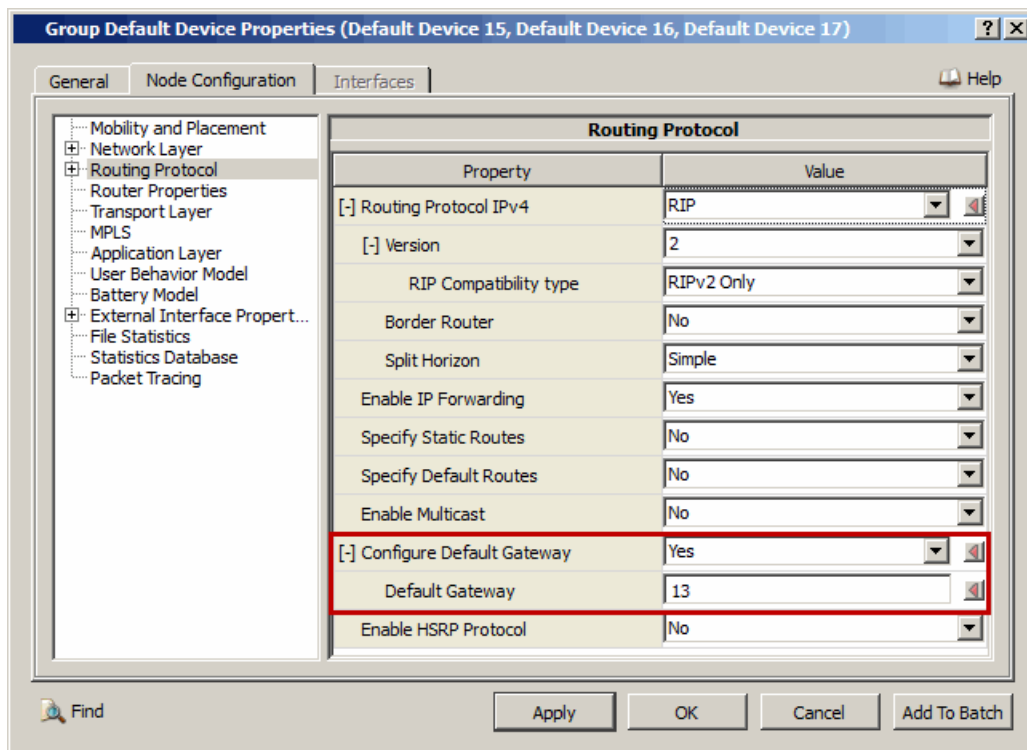 Group Default Device Properties (Default Device 15, Default Device 16, Default Device 17)
? X
General Node Configuration Interfaces Help
Mobility and Placement
Network Layer
Routing Protocol
Router Properties
Transport Layer
MPLS
Application Layer
User Behavior Model
Battery Model
External Interface Propert...
File Statistics
Statistics Database
Packet Tracing
Routing Protocol
Property Value
[-] Routing Protocol IPv4 RIP
[-] Version 2
RIP Compatibility type RIPv2 Only
Border Router No
Split Horizon Simple
Enable IP Forwarding Yes
Specify Static Routes No
Specify Default Routes No
Enable Multicast No
[-] Configure Default Gateway Yes
Default Gateway 13
Enable HSRP Protocol No
Find Apply OK Cancel Add To Batch